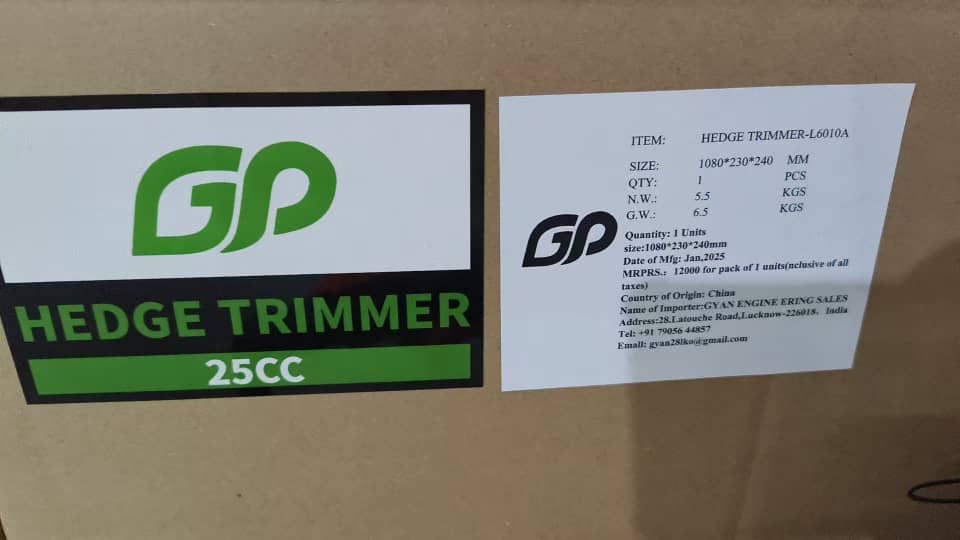 GP
HEDGE TRIMMER
25CC
ITEM: HEDGE TRIMMER-L6010A
SIZE: 1080*230*240 MM
QTY: 1 PCS
N.W.: 5.5 KGS
G.W.: 6.5 KGS
GP
Quantity: 1 Units
size:1080*230*240mm
Date of Mfg: Jan,2025
MRPRS.: 12000 for pack of 1 units(nclusive of all
taxes)
Country of Origin: China
Name of Importer:GYAN ENGINE ERING SALES
Address:28.Latouche Road,Lucknow-226018, India
Tel: +91 79056 44857
Email: gyan28lko@gmail.com